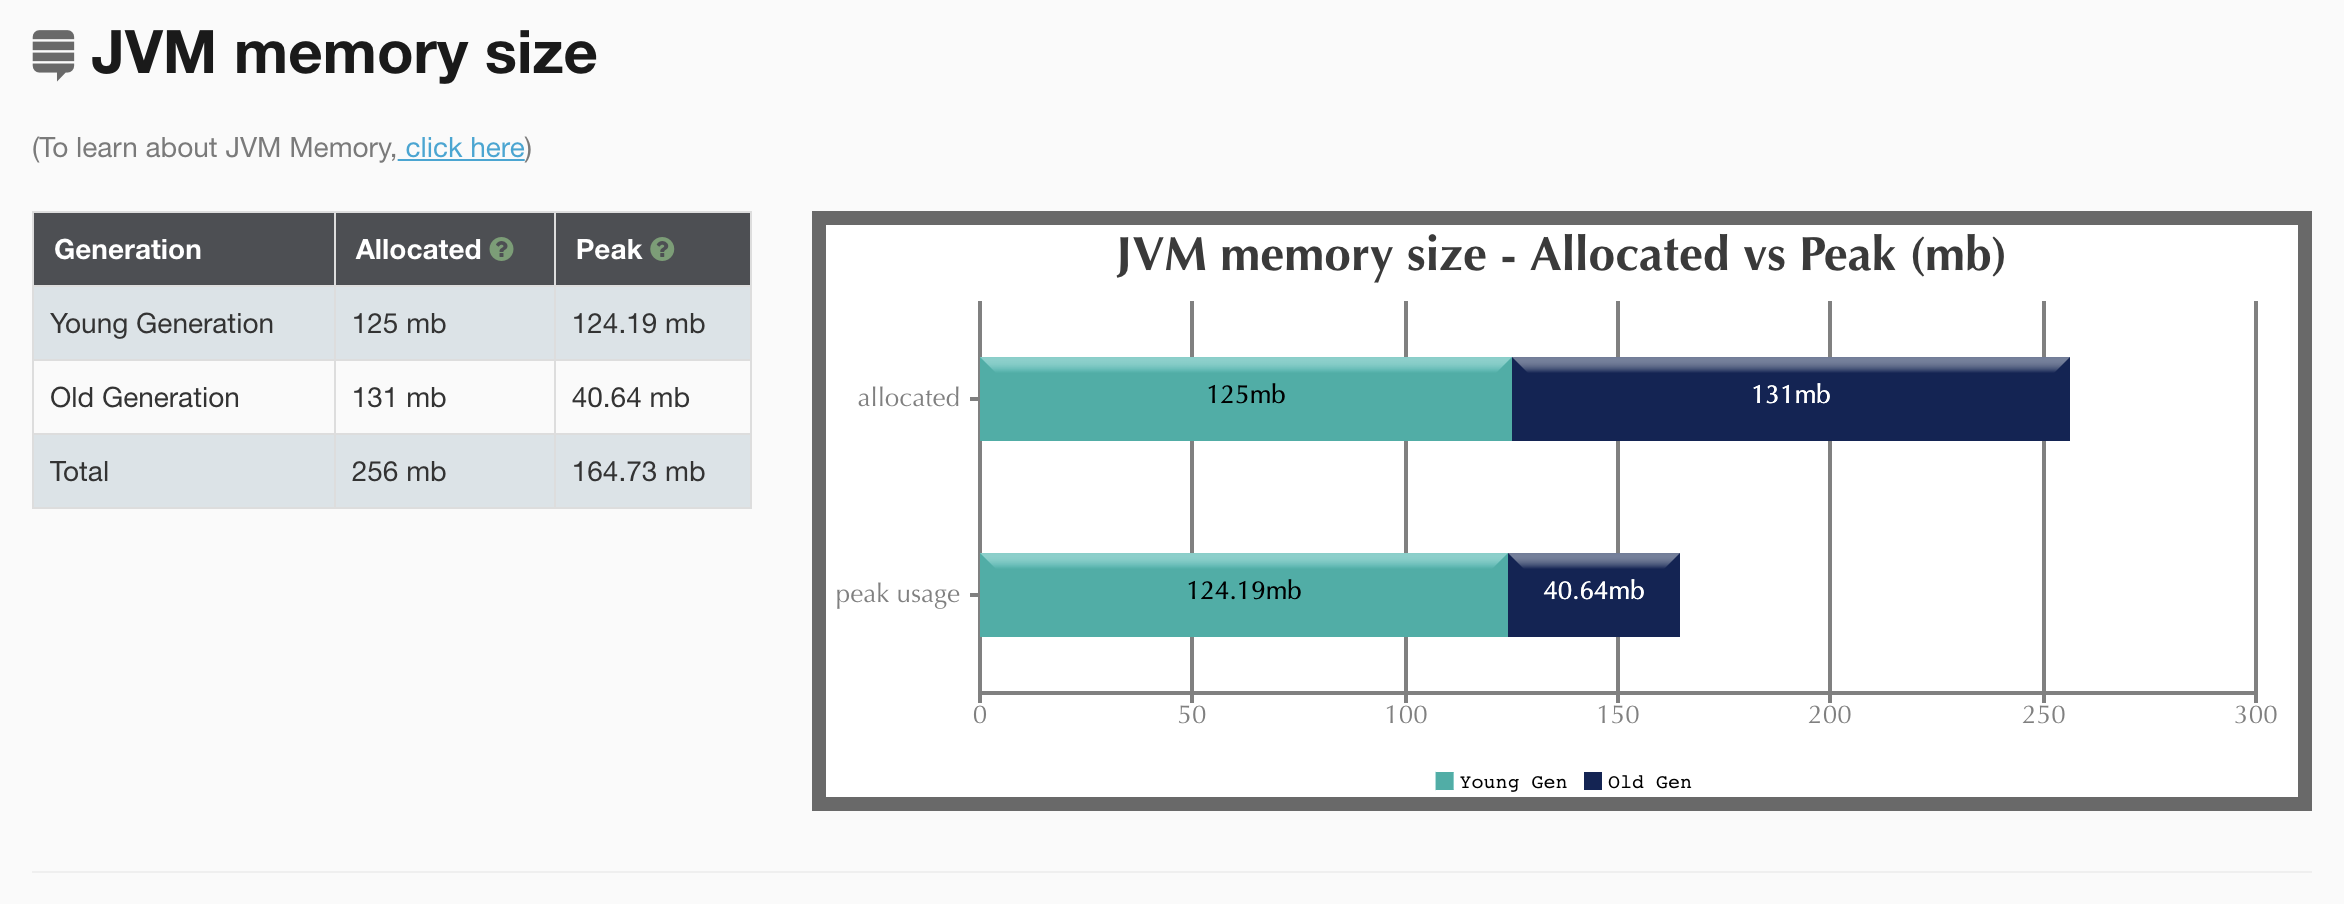 JVM memory size
(To learn about JVM Memory, click here)
Generation Allocated ? Peak ?
Young Generation 125 mb 124.19 mb
Old Generation 131 mb 40.64 mb
Total 256 mb 164.73 mb
JVM memory size - Allocated vs Peak (mb)
allocated 125mb 131mb
peak usage 124.19mb 40.64mb
0 50 100 150 200 250 300
Young Gen Old Gen